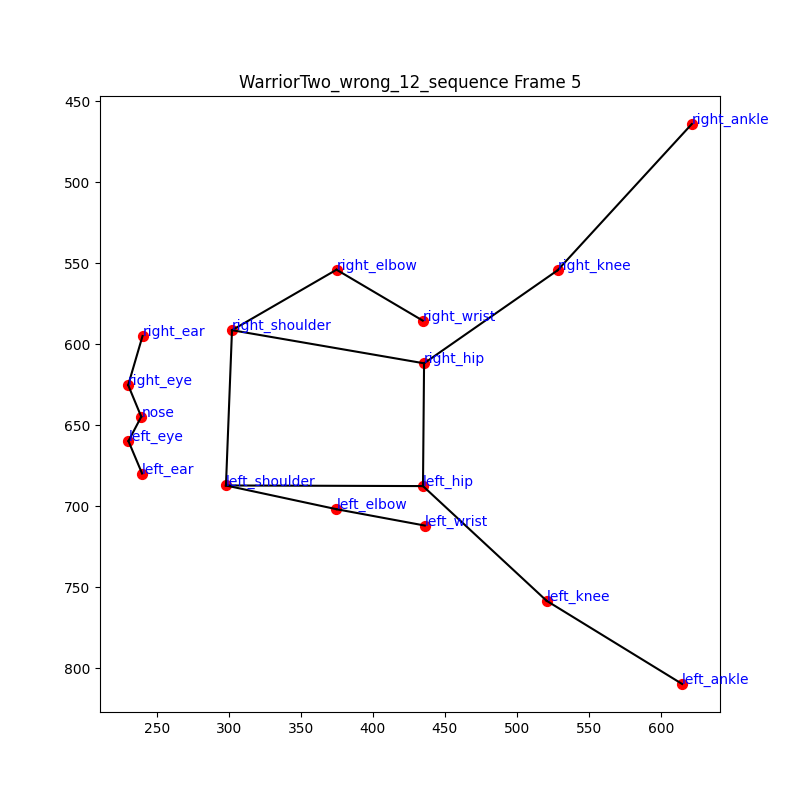 WarriorTwo_wrong_12_sequence Frame 5
450
right_ankle
500
550
right_elbow
right_knee
right_wrist
right_shoulder
right_ear
600
right_hip
right_eye
nose
left_eye
650
left_ear
left_shoulder
left_hip
700
left_elbow
left_wrist
750
left_knee
800
left_ankle
250 300 350 400 450 500 550 600